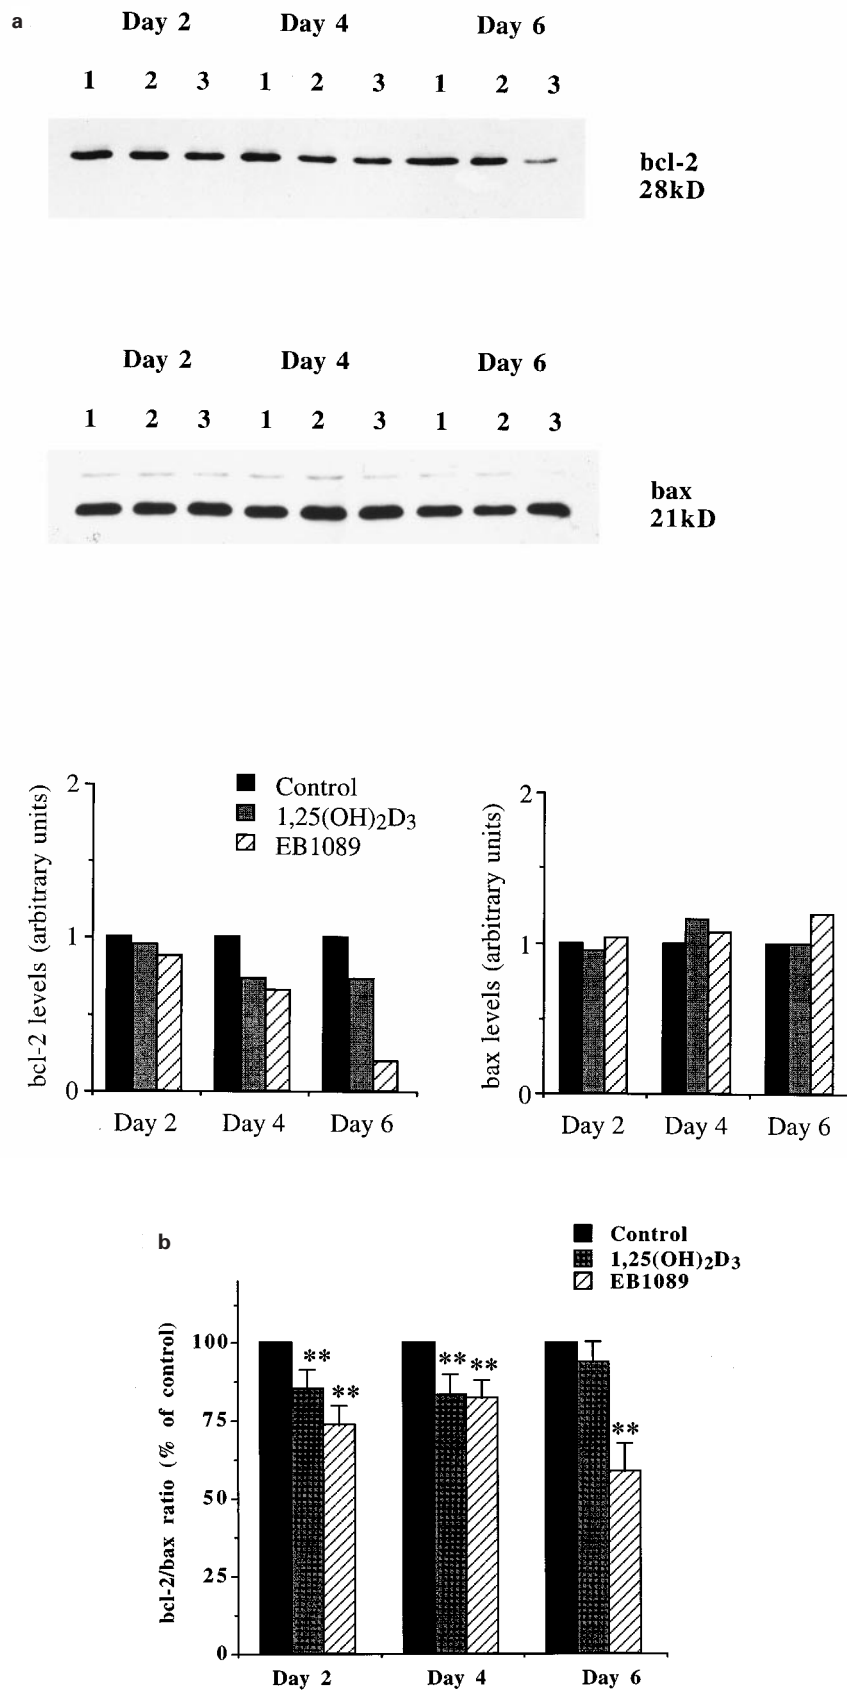 a
Day 2 Day 4 Day 6
1 2 3 1 2 3 1 2 3
bcl-2
28kD
Day 2 Day 4 Day 6
1 2 3 1 2 3 1 2 3
bax
21kD
bcl-2 levels (arbitrary units)
2
1
0
Control
1,25(OH)2D3
EB1089
Day 2 Day 4 Day 6
bax levels (arbitrary units)
2
1
0
Day 2 Day 4 Day 6
b
Control
1,25(OH)2D3
EB1089
bcl-2/bax ratio (% of control)
100
75
50
25
0
** ** ** ** **
Day 2 Day 4 Day 6